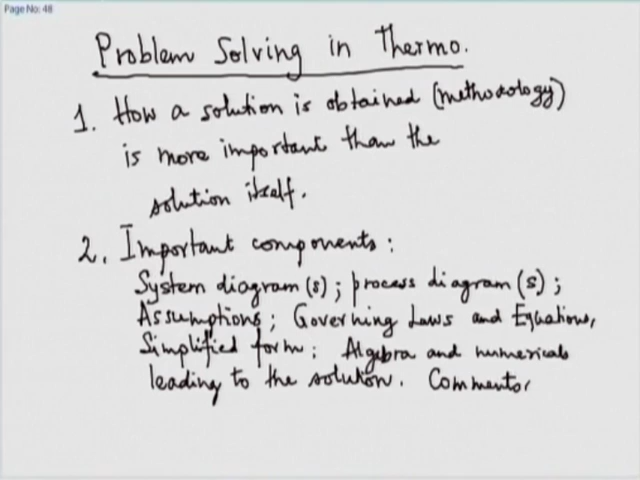 Page No: 48
Problem Solving in Thermo.
1. How a solution is obtained (methodology)
is more important than the
solution itself.
2. Important components:
System diagram(s); process diagram(s);
Assumptions; Governing Laws and Equations,
Simplified form; Algebra and numericals
leading to the solution. Comments,